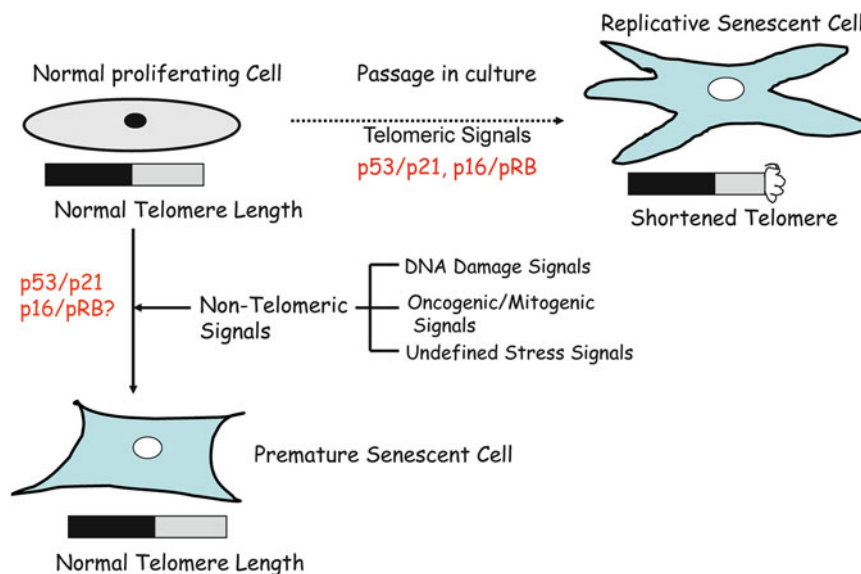 Replicative Senescent Cell
Normal proliferating Cell
Passage in culture
Telomeric Signals
p53/p21, p16/pRB
Normal Telomere Length
Shortened Telomere
p53/p21
p16/pRB?
Non-Telomeric
Signals
DNA Damage Signals
Oncogenic/Mitogenic
Signals
Undefined Stress Signals
Premature Senescent Cell
Normal Telomere Length